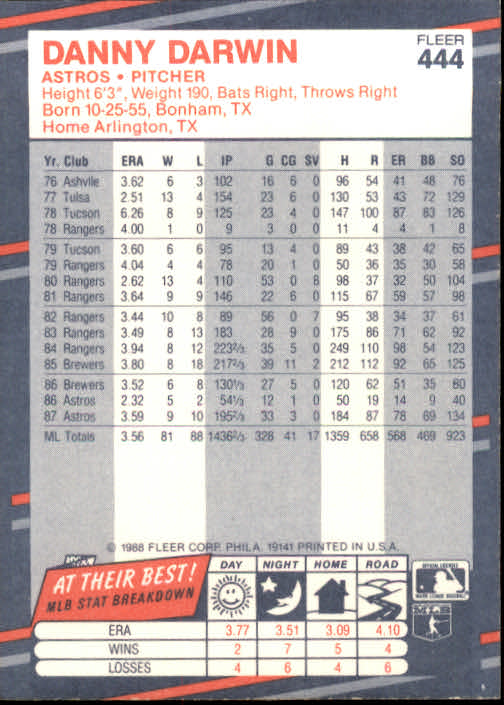 DANNY DARWIN
FLEER
444
ASTROS • PITCHER
Height 6'3", Weight 190, Bats Right, Throws Right
Born 10-25-55, Bonham, TX
Home Arlington, TX
Yr. Club ERA W L IP G CG SV H R ER BB SO
76 Ashvlle 3.62 6 3 102 16 6 0 96 54 41 48 76
77 Tulsa 2.51 13 4 154 23 6 0 130 53 43 72 129
78 Tucson 6.26 8 9 125 23 4 0 147 100 87 83 126
78 Rangers 4.00 1 0 9 3 0 0 11 4 4 1 8
79 Tucson 3.60 6 6 95 13 4 0 89 43 38 42 65
79 Rangers 4.04 4 4 78 20 1 0 50 36 35 30 58
80 Rangers 2.62 13 4 110 53 0 8 98 37 32 50 104
81 Rangers 3.64 9 9 146 22 6 0 115 67 59 57 98
82 Rangers 3.44 10 8 89 56 0 7 95 38 34 37 61
83 Rangers 3.49 8 13 183 28 9 0 175 86 71 62 92
84 Rangers 3.94 8 12 223⅔ 35 5 0 249 110 98 54 123
85 Brewers 3.80 8 18 217⅔ 39 11 2 212 112 92 65 125
86 Brewers 3.52 6 8 130⅓ 27 5 0 120 62 51 35 80
86 Astros 2.32 5 2 54⅓ 12 1 0 50 19 14 9 40
87 Astros 3.59 9 10 195⅔ 33 3 0 184 87 78 69 134
ML Totals 3.56 81 88 1436⅔ 328 41 17 1359 658 568 469 923
© 1988 FLEER CORP. PHILA. 19141 PRINTED IN U.S.A.
AT THEIR BEST!
MLB STAT BREAKDOWN
DAY NIGHT HOME ROAD
ERA 3.77 3.51 3.09 4.10
WINS 2 7 5 4
LOSSES 4 6 4 6